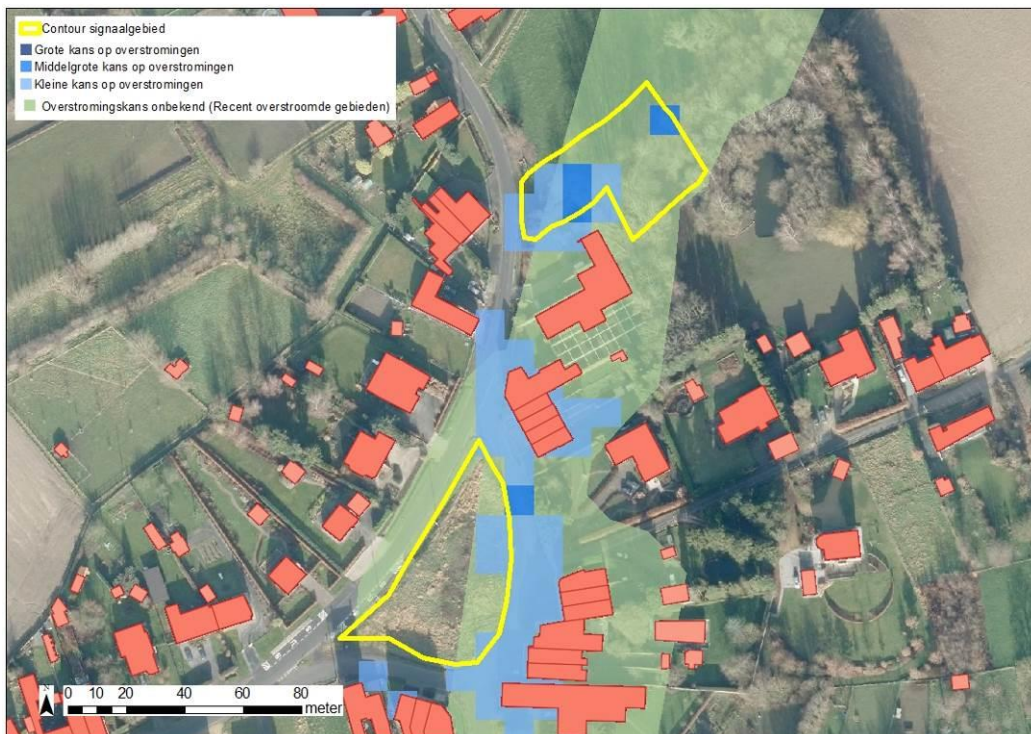 Contour signaalgebied
Grote kans op overstromingen
Middelgrote kans op overstromingen
Kleine kans op overstromingen
Overstromingskans onbekend (Recent overstroomde gebieden)
0 10 20 40 60 80
meter